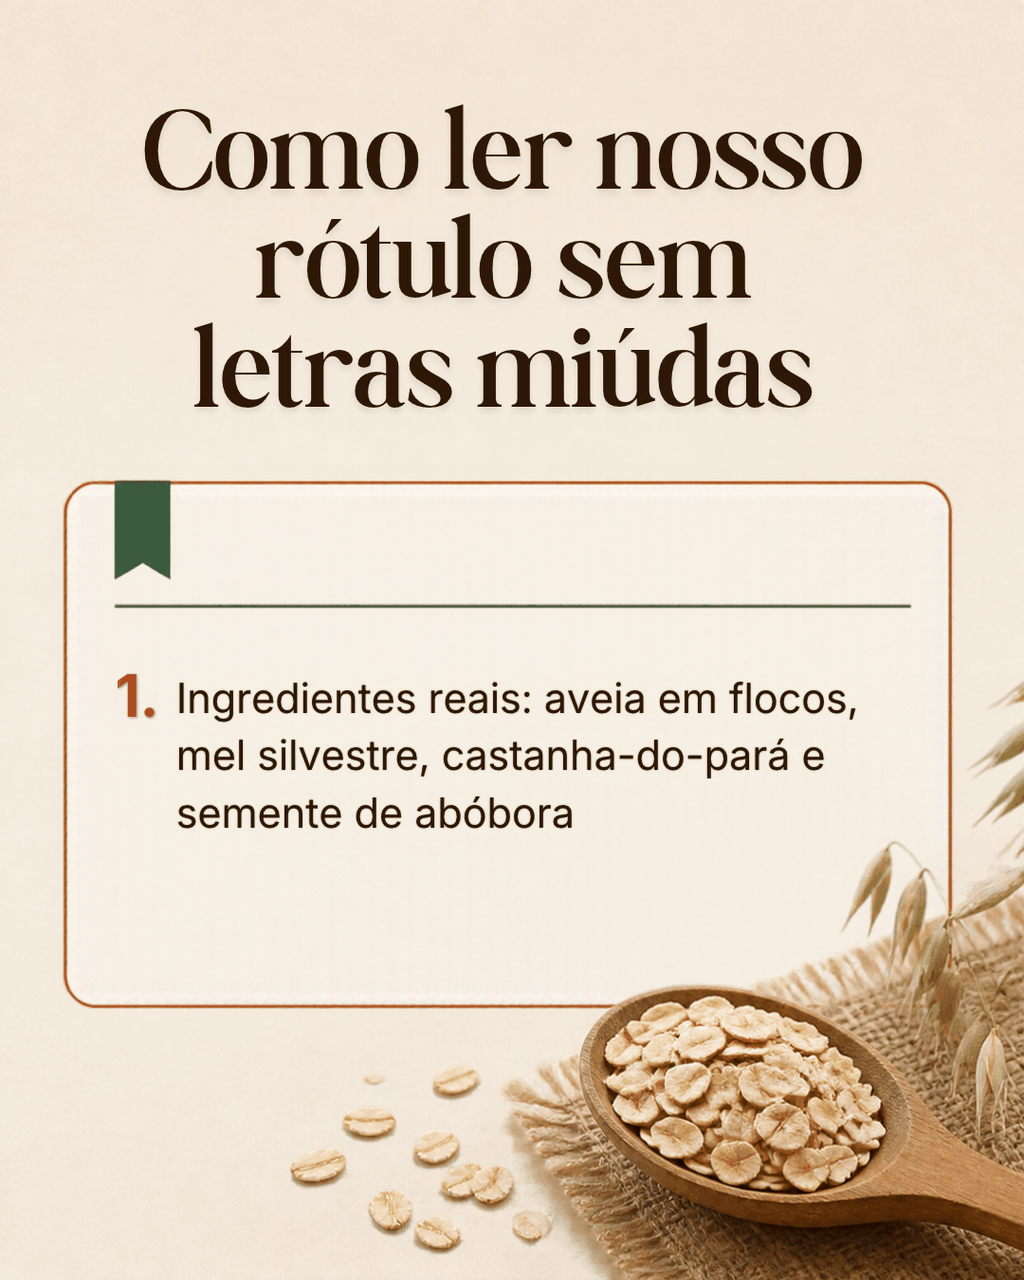 Como ler nosso
rótulo sem
letras miúdas
1. Ingredientes reais: aveia em flocos,
mel silvestre, castanha-do-pará e
semente de abóbora